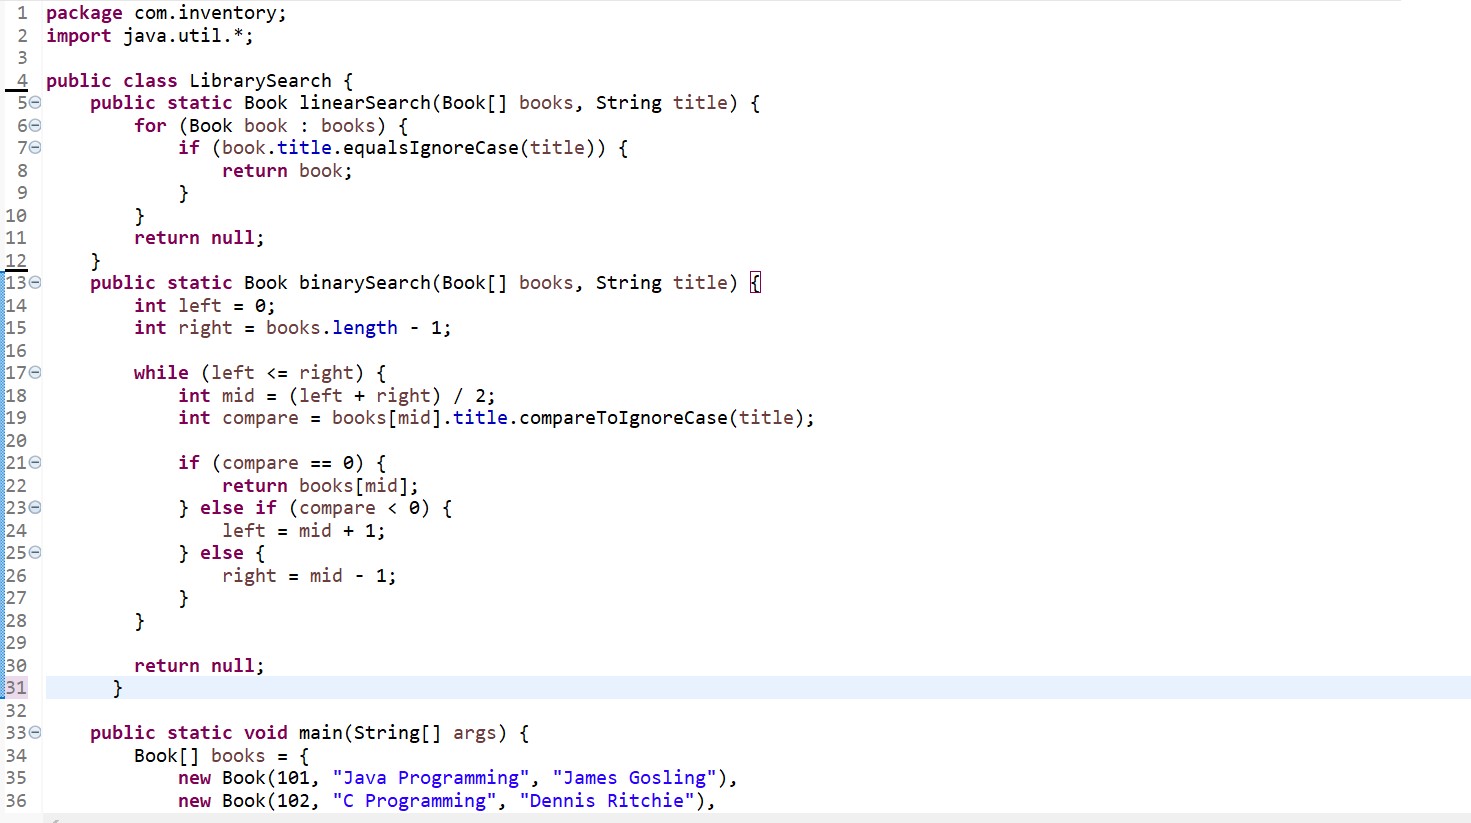 1 package com.inventory;
2 import java.util.*;
3
4 public class LibrarySearch {
5     public static Book linearSearch(Book[] books, String title) {
6         for (Book book : books) {
7             if (book.title.equalsIgnoreCase(title)) {
8                 return book;
9             }
10         }
11         return null;
12     }
13     public static Book binarySearch(Book[] books, String title) {
14         int left = 0;
15         int right = books.length - 1;
16
17         while (left <= right) {
18             int mid = (left + right) / 2;
19             int compare = books[mid].title.compareToIgnoreCase(title);
20
21             if (compare == 0) {
22                 return books[mid];
23             } else if (compare < 0) {
24                 left = mid + 1;
25             } else {
26                 right = mid - 1;
27             }
28         }
29
30         return null;
31       }
32
33     public static void main(String[] args) {
34         Book[] books = {
35             new Book(101, "Java Programming", "James Gosling"),
36             new Book(102, "C Programming", "Dennis Ritchie"),